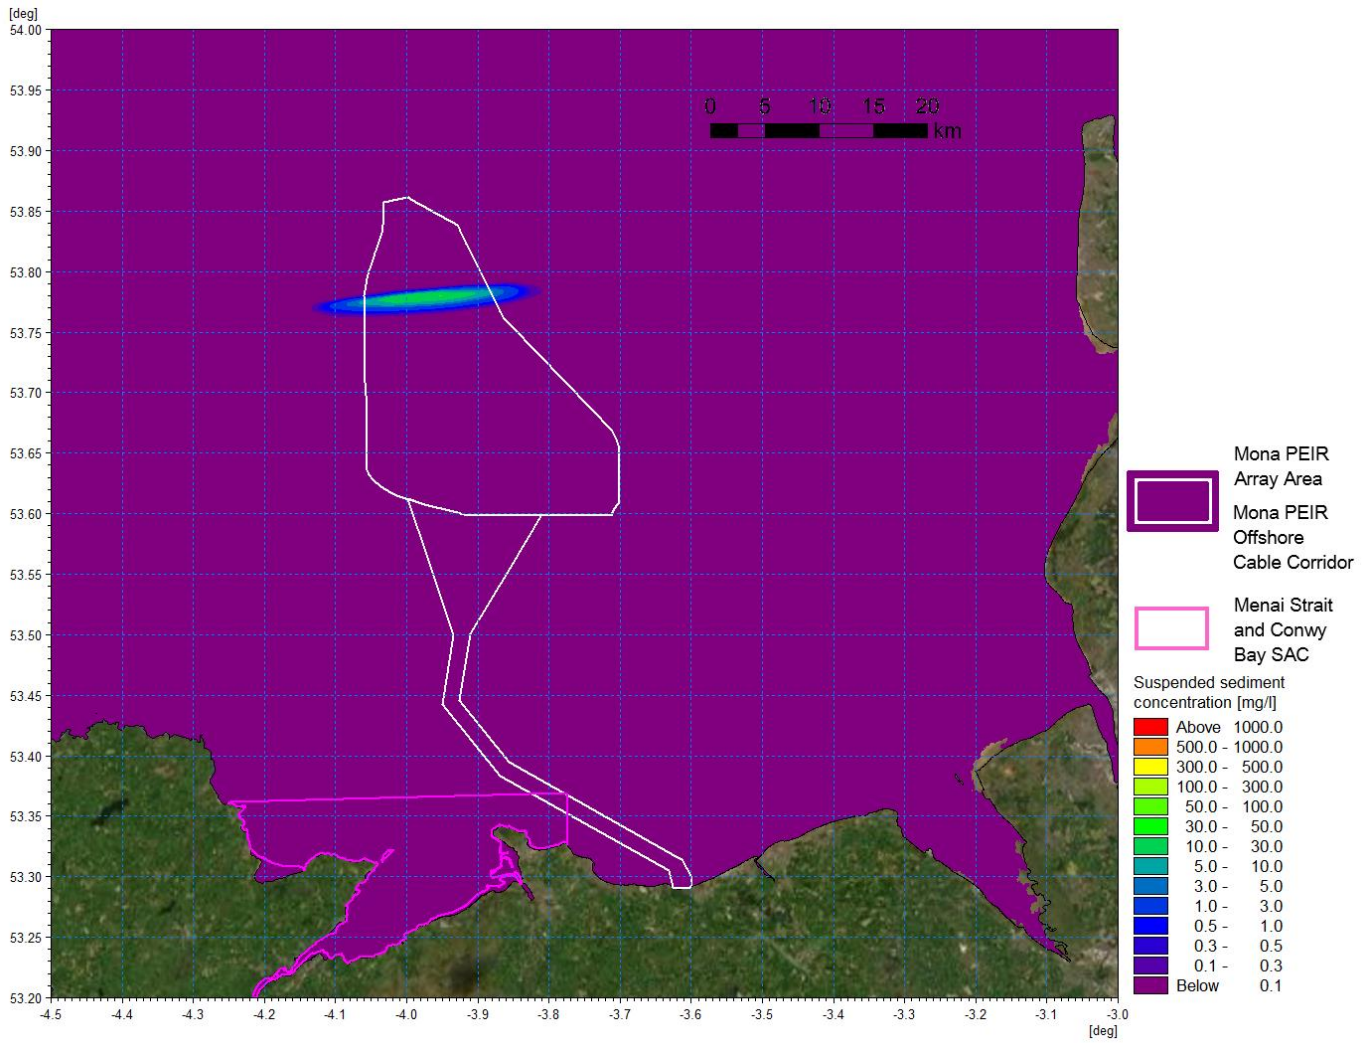 [deg]
54.00
53.95
53.90
53.85
53.80
53.75
53.70
53.65
53.60
53.55
53.50
53.45
53.40
53.35
53.30
53.25
53.20
0 5 10 15 20
km
-4.5 -4.4 -4.3 -4.2 -4.1 -4.0 -3.9 -3.8 -3.7 -3.6 -3.5 -3.4 -3.3 -3.2 -3.1 -3.0
[deg]
Mona PEIR
Array Area
Mona PEIR
Offshore
Cable Corridor
Menai Strait
and Conwy
Bay SAC
Suspended sediment
concentration [mg/l]
Above 1000.0
500.0 - 1000.0
300.0 - 500.0
100.0 - 300.0
50.0 - 100.0
30.0 - 50.0
10.0 - 30.0
5.0 - 10.0
3.0 - 5.0
1.0 - 3.0
0.5 - 1.0
0.3 - 0.5
0.1 - 0.3
Below 0.1